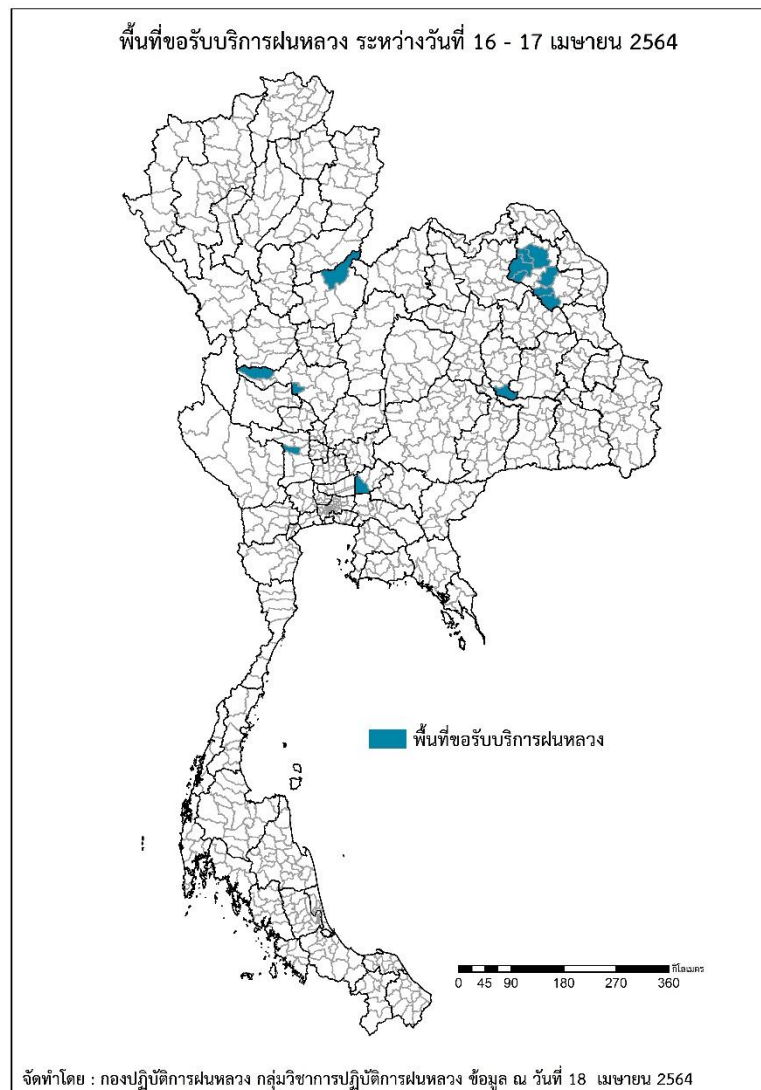 พื้นที่ขอรับบริการฝนหลวง ระหว่างวันที่ 16 - 17 เมษายน 2564
พื้นที่ขอรับบริการฝนหลวง
กิโลเมตร
0 45 90 180 270 360
จัดทำโดย : กองปฏิบัติการฝนหลวง กลุ่มวิชาการปฏิบัติการฝนหลวง ข้อมูล ณ วันที่ 18 เมษายน 2564